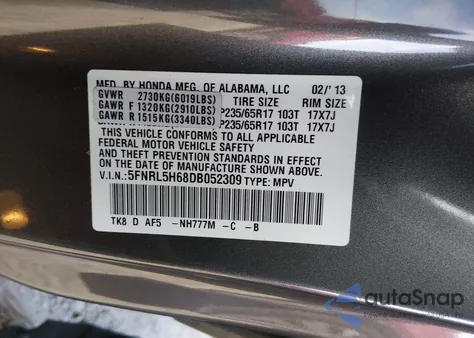 MFD. BY HONDA MFG. OF ALABAMA, LLC 02/'13
GVWR 2730KG(6019LBS) TIRE SIZE RIM SIZE
GAWR F 1320KG(2910LBS) P235/65R17 103T 17X7J
GAWR R 1515KG(3340LBS) P235/65R17 103T 17X7J
THIS VEHICLE CONFORMS TO ALL APPLICABLE
FEDERAL MOTOR VEHICLE SAFETY STANDARDS IN EFFECT
ON THE DATE OF MANUFACTURE SHOWN ABOVE.
V.I.N.:5FNRL5H68DB052309 TYPE: MPV
TK8 D AF5 -NH777M -C -B
autoSnap